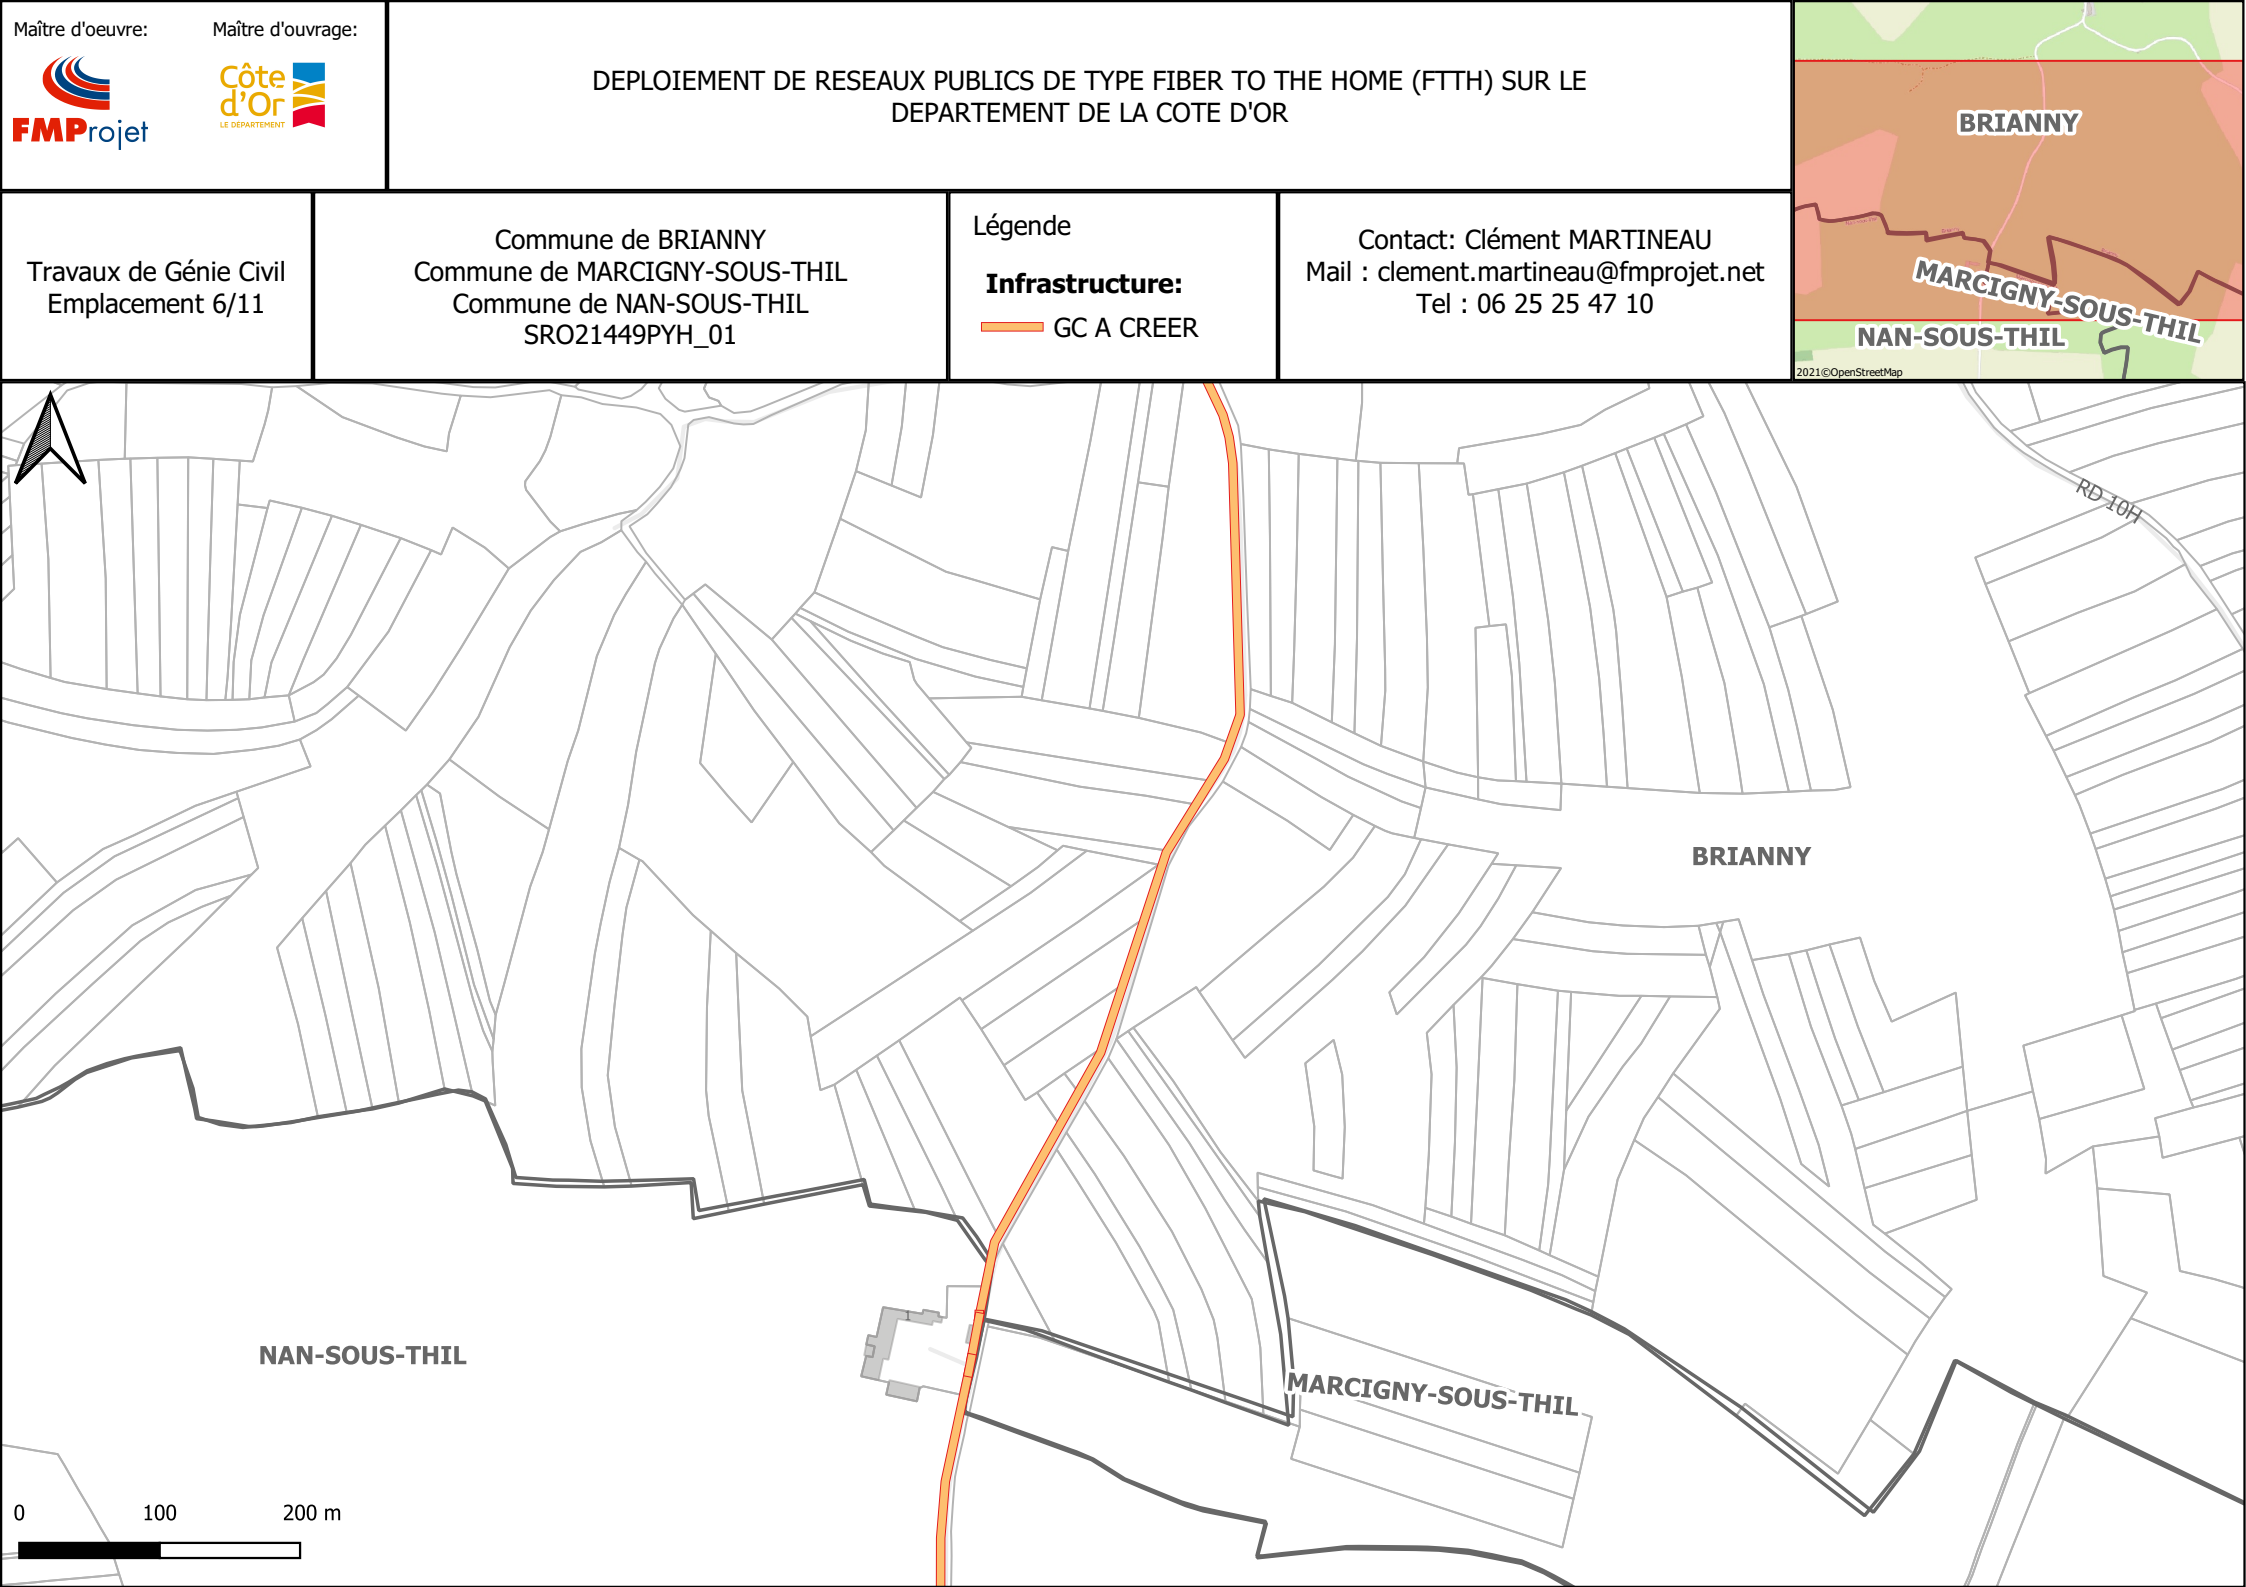 Maître d'oeuvre:
Maître d'ouvrage:
FMProjet
Côte
d'Or
LE DÉPARTEMENT
DEPLOIEMENT DE RESEAUX PUBLICS DE TYPE FIBER TO THE HOME (FTTH) SUR LE
DEPARTEMENT DE LA COTE D'OR
BRIANNY
MARCIGNY-SOUS-THIL
NAN-SOUS-THIL
2021©OpenStreetMap
Travaux de Génie Civil
Emplacement 6/11
Commune de BRIANNY
Commune de MARCIGNY-SOUS-THIL
Commune de NAN-SOUS-THIL
SRO21449PYH_01
Légende
Infrastructure:
GC A CREER
Contact: Clément MARTINEAU
Mail : clement.martineau@fmprojet.net
Tel : 06 25 25 47 10
RD 10H
BRIANNY
1
NAN-SOUS-THIL
MARCIGNY-SOUS-THIL
0 100 200 m